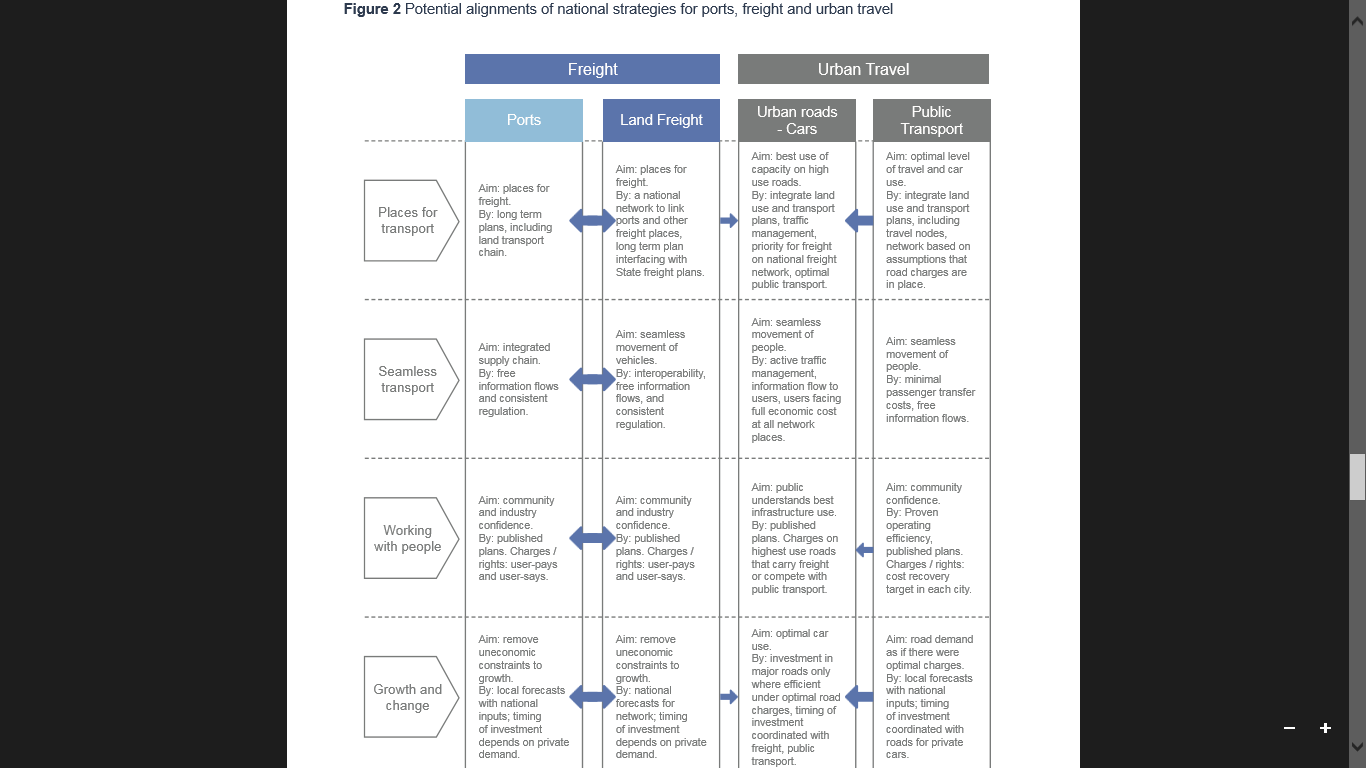 Figure 2 Potential alignments of national strategies for ports, freight and urban travel
Freight
Urban Travel
Ports
Land Freight
Urban roads
- Cars
Public
Transport
Places for
transport
Aim: places for
freight.
By: long term
plans, including
land transport
chain.
Aim: places for
freight.
By: a national
network to link
ports and other
freight places,
long term plan
interfacing with
State freight plans.
Aim: best use of
capacity on high
use roads.
By: integrate land
use and transport
plans, traffic
management,
priority for freight
on national freight
network, optimal
public transport.
Aim: optimal level
of travel and car
use.
By: integrate land
use and transport
plans, including
travel nodes,
network based on
assumptions that
road charges are
in place.
Seamless
transport
Aim: integrated
supply chain.
By: free
information flows
and consistent
regulation.
Aim: seamless
movement of
vehicles.
By: interoperability,
free information
flows, and
consistent
regulation.
Aim: seamless
movement of
people.
By: active traffic
management,
information flow to
users, users facing
full economic cost
at all network
places.
Aim: seamless
movement of
people.
By: minimal
passenger transfer
costs, free
information flows.
Working
with people
Aim: community
and industry
confidence.
By: published
plans. Charges /
rights: user-pays
and user-says.
Aim: community
and industry
confidence.
By: published
plans. Charges /
rights: user-pays
and user-says.
Aim: public
understands best
infrastructure use.
By: published
plans. Charges on
highest use roads
that carry freight
or compete with
public transport.
Aim: community
confidence.
By: Proven
operating
efficiency,
published plans.
Charges / rights:
cost recovery
target in each city.
Growth and
change
Aim: remove
uneconomic
constraints to
growth.
By: local forecasts
with national
inputs; timing
of investment
depends on private
demand.
Aim: remove
uneconomic
constraints to
growth.
By: national
forecasts for
network; timing
of investment
depends on private
demand.
Aim: optimal car
use.
By: investment in
major roads only
where efficient
under optimal road
charges, timing of
investment
coordinated with
freight, public
transport.
Aim: road demand
as if there were
optimal charges.
By: local forecasts
with national
inputs; timing
of investment
coordinated with
roads for private
cars.